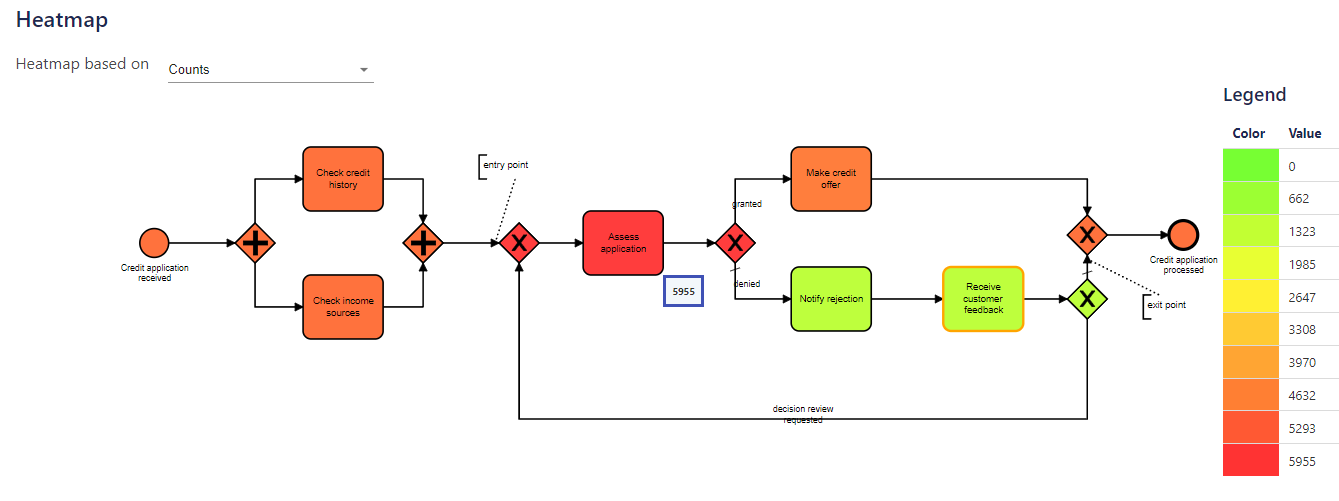 Heatmap
Heatmap based on
Counts
Legend
Color
Value
0
662
1323
1985
2647
3308
3970
4632
5293
5955
Credit application
received
Check credit
history
Check income
sources
entry point
Assess
application
5955
granted
denied
Make credit
offer
Notify rejection
Receive
customer
feedback
Credit application
processed
exit point
decision review
requested